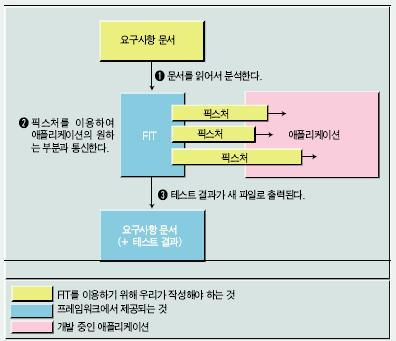 요구사항 문서
❶ 문서를 읽어서 분석한다.
❷ 픽스처를 이용하여
애플리케이션의 원하
는 부분과 통신한다.
FIT
픽스처
픽스처
픽스처
애플리케이션
❸ 테스트 결과가 새 파일로 출력된다.
요구사항 문서
(+ 테스트 결과)
FIT를 이용하기 위해 우리가 작성해야 하는 것
프레임워크에서 제공되는 것
개발 중인 애플리케이션